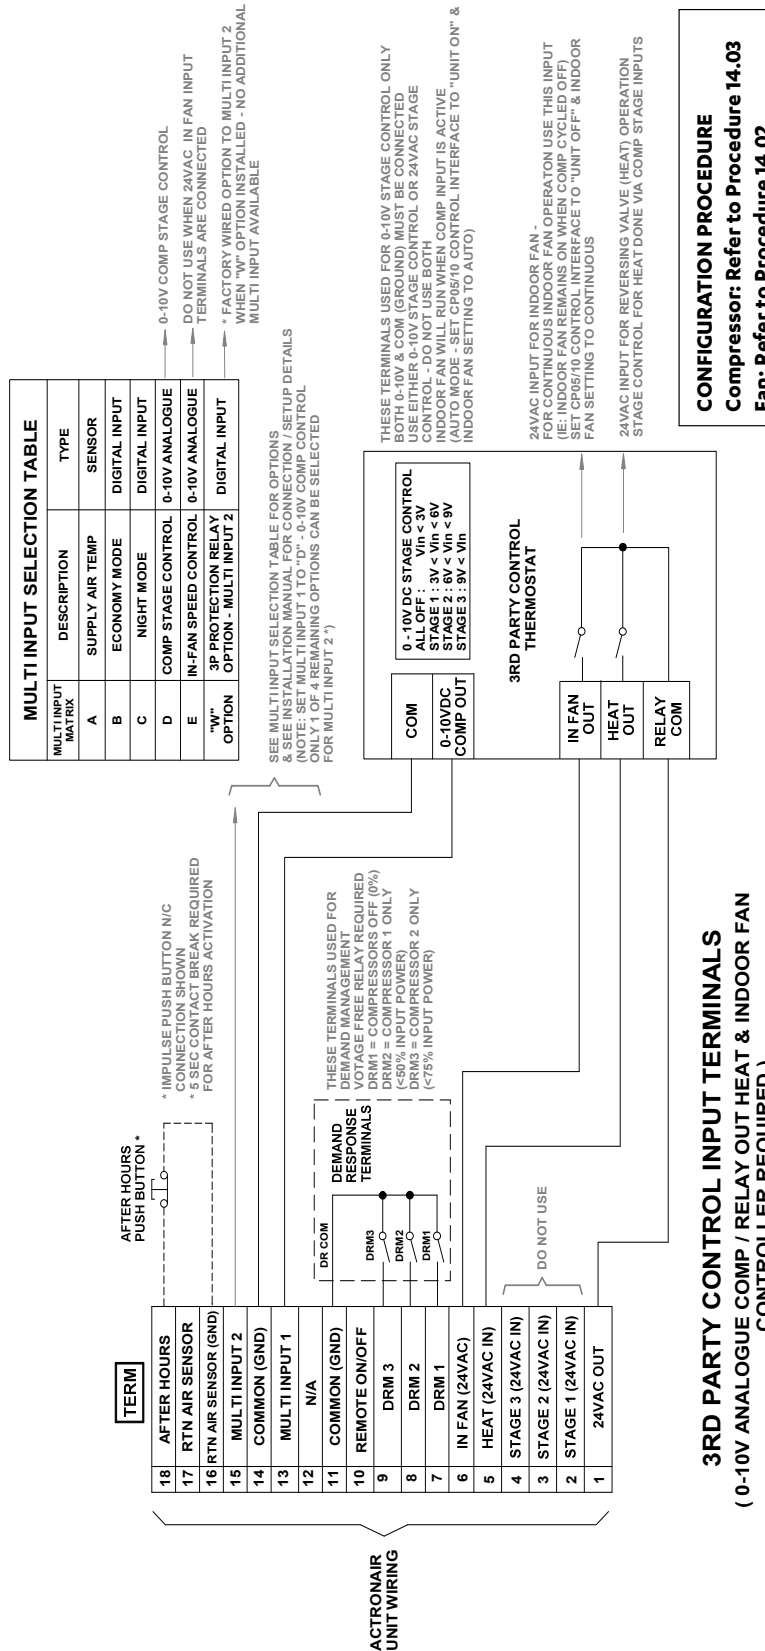 MULTI INPUT SELECTION TABLE
MULTI INPUT MATRIX
DESCRIPTION
TYPE
A
SUPPLY AIR TEMP
SENSOR
B
ECONOMY MODE
DIGITAL INPUT
C
NIGHT MODE
DIGITAL INPUT
D
COMP STAGE CONTROL
0-10V ANALOGUE
E
IN-FAN SPEED CONTROL
0-10V ANALOGUE
"W"
OPTION
3P PROTECTION RELAY
OPTION - MULTI INPUT 2
DIGITAL INPUT
0-10V COMP STAGE CONTROL
DO NOT USE WHEN 24VAC IN FAN INPUT
TERMINALS ARE CONNECTED
* FACTORY WIRED OPTION TO MULTI INPUT 2
WHEN "W" OPTION INSTALLED - NO ADDITIONAL
MULTI INPUT AVAILABLE
SEE MULTI INPUT SELECTION TABLE FOR OPTIONS
& SEE INSTALLATION MANUAL FOR CONNECTION / SETUP DETAILS
(NOTE: SET MULTI INPUT 1 TO "D" - 0-10V COMP CONTROL
ONLY 1 OF 4 REMAINING OPTIONS CAN BE SELECTED
FOR MULTI INPUT 2 *)
AFTER HOURS
PUSH BUTTON *
* IMPULSE PUSH BUTTON N/C
CONNECTION SHOWN
* 5 SEC CONTACT BREAK REQUIRED
FOR AFTER HOURS ACTIVATION
TERM
18 AFTER HOURS
17 RTN AIR SENSOR
16 RTN AIR SENSOR (GND)
15 MULTI INPUT 2
14 COMMON (GND)
13 MULTI INPUT 1
12 N/A
11 COMMON (GND)
10 REMOTE ON/OFF
9 DRM 3
8 DRM 2
7 DRM 1
6 IN FAN (24VAC)
5 HEAT (24VAC IN)
4 STAGE 3 (24VAC IN)
3 STAGE 2 (24VAC IN)
2 STAGE 1 (24VAC IN)
1 24VAC OUT
ACTRONAIR
UNIT WIRING
DR COM
DEMAND
RESPONSE
TERMINALS
DRM3
DRM2
DRM1
THESE TERMINALS USED FOR
DEMAND MANAGEMENT
VOTAGE FREE RELAY REQUIRED
DRM1 = COMPRESSORS OFF (0%)
DRM2 = COMPRESSOR 1 ONLY
(<50% INPUT POWER)
DRM3 = COMPRESSOR 2 ONLY
(<75% INPUT POWER)
DO NOT USE
COM
0-10VDC
COMP OUT
0 - 10V DC STAGE CONTROL
ALL OFF : Vin < 3V
STAGE 1 : 3V < Vin < 6V
STAGE 2 : 6V < Vin < 9V
STAGE 3 : 9V < Vin
3RD PARTY CONTROL
THERMOSTAT
IN FAN
OUT
HEAT
OUT
RELAY
COM
THESE TERMINALS USED FOR 0-10V STAGE CONTROL ONLY
BOTH 0-10V & COM (GROUND) MUST BE CONNECTED
USE EITHER 0-10V STAGE CONTROL OR 24VAC STAGE
CONTROL - DO NOT USE BOTH
INDOOR FAN WILL RUN WHEN COMP INPUT IS ACTIVE
(AUTO MODE - SET CP05/10 CONTROL INTERFACE TO "UNIT ON" &
INDOOR FAN SETTING TO AUTO)
24VAC INPUT FOR INDOOR FAN -
FOR CONTINUOUS INDOOR FAN OPERATON USE THIS INPUT
(IE: INDOOR FAN REMAINS ON WHEN COMP CYCLED OFF)
SET CP05/10 CONTROL INTERFACE TO "UNIT OFF" & INDOOR
FAN SETTING TO CONTINUOUS
24VAC INPUT FOR REVERSING VALVE (HEAT) OPERATION
STAGE CONTROL FOR HEAT DONE VIA COMP STAGE INPUTS
3RD PARTY CONTROL INPUT TERMINALS
( 0-10V ANALOGUE COMP / RELAY OUT HEAT & INDOOR FAN
CONTROLLER REQUIRED )
CONFIGURATION PROCEDURE
Compressor: Refer to Procedure 14.03
Fan: Refer to Procedure 14.02